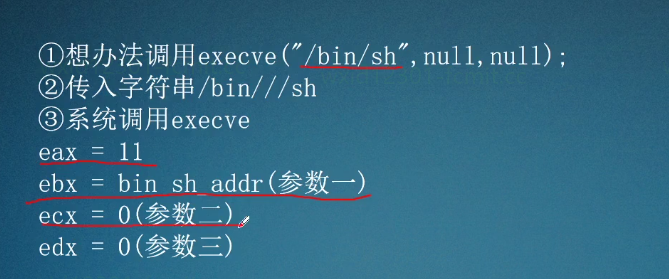 ①想办法调用execve("/bin/sh",null,null);
②传入字符串/bin///sh
③系统调用execve
eax = 11
ebx = bin_sh_addr(参数一)
ecx = 0(参数二)
edx = 0(参数三)